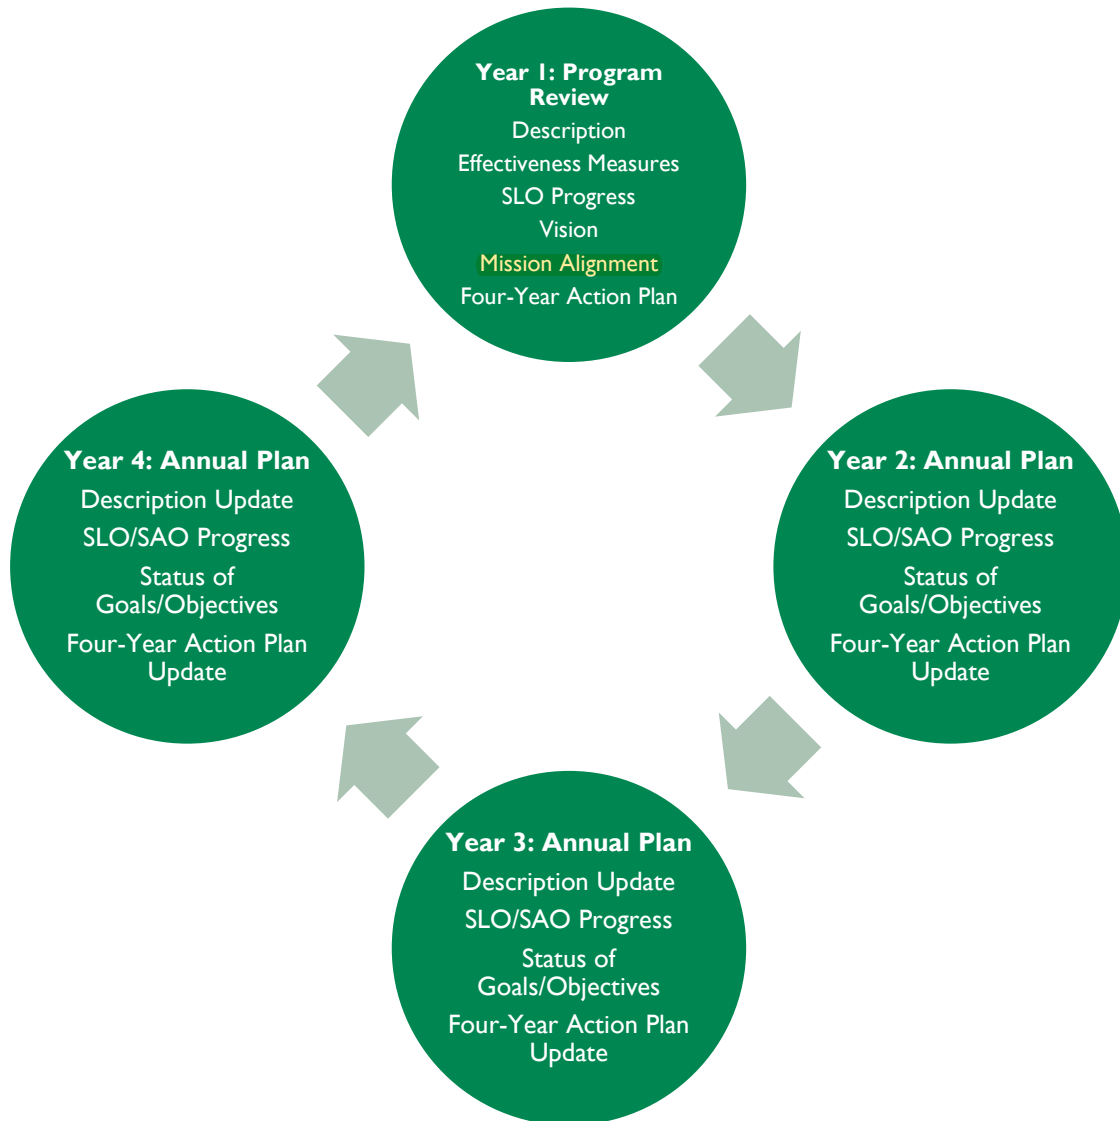 Year 1: Program
Review
Description
Effectiveness Measures
SLO Progress
Vision
Mission Alignment
Four-Year Action Plan
Year 4: Annual Plan
Description Update
SLO/SAO Progress
Status of
Goals/Objectives
Four-Year Action Plan
Update
Year 2: Annual Plan
Description Update
SLO/SAO Progress
Status of
Goals/Objectives
Four-Year Action Plan
Update
Year 3: Annual Plan
Description Update
SLO/SAO Progress
Status of
Goals/Objectives
Four-Year Action Plan
Update